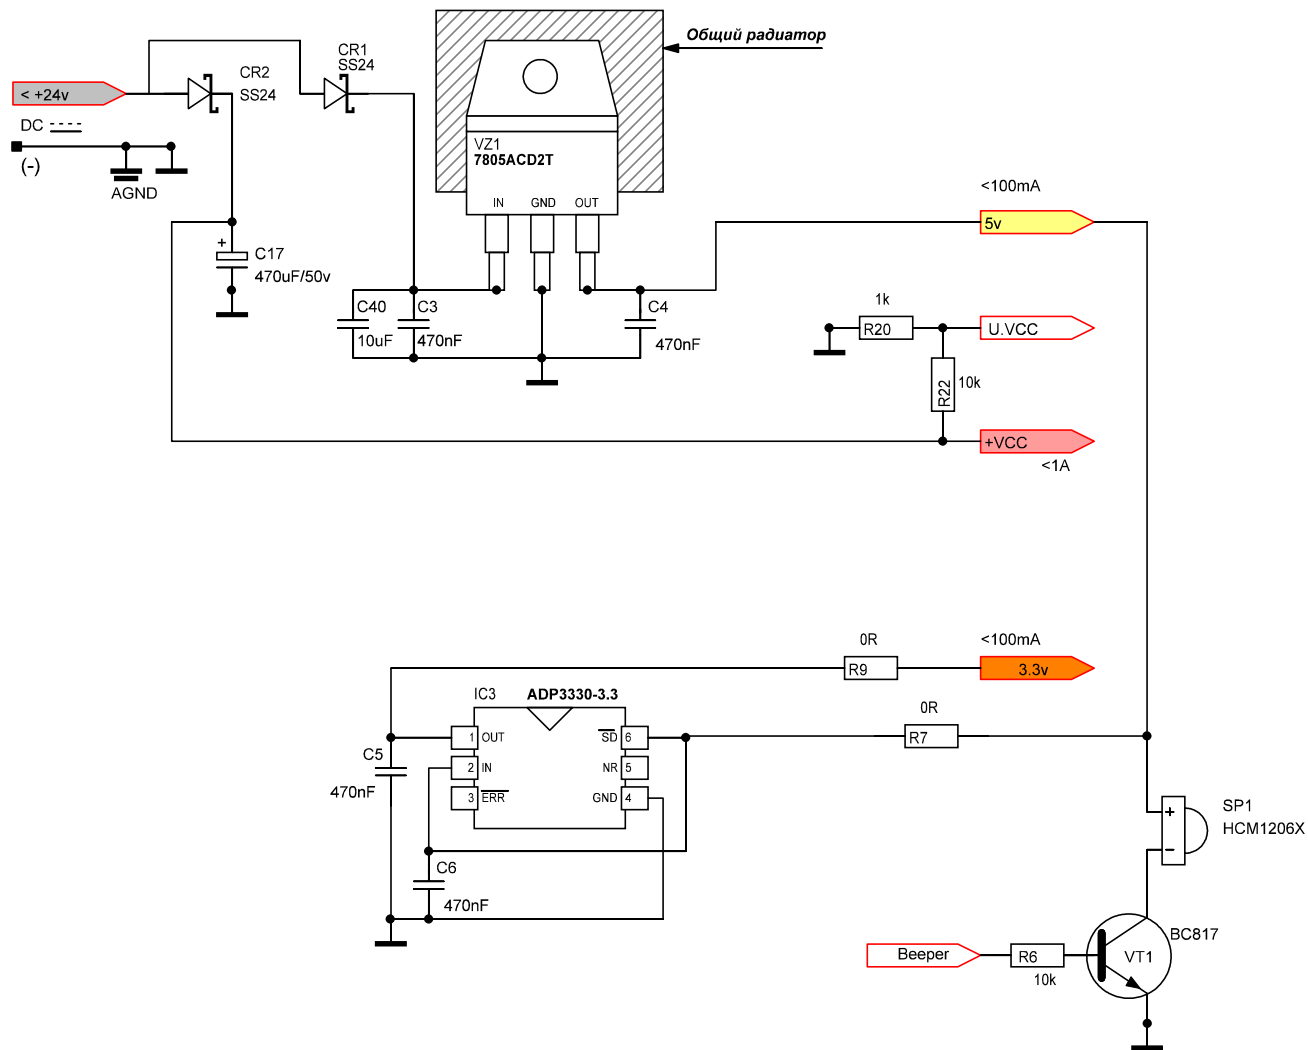 Общий радиатор
CR1
SS24
CR2
SS24
< +24v
DC
(-)
AGND
VZ1
7805ACD2T
IN
GND
OUT
<100mA
5v
+
C17
470uF/50v
C40
10uF
C3
470nF
C4
470nF
1k
R20
U.VCC
R22
10k
+VCC
<1A
0R
R9
<100mA
3.3v
IC3
ADP3330-3.3
1
OUT
2
IN
3
ERR
SD
6
NR
5
GND
4
0R
R7
C5
470nF
C6
470nF
SP1
HCM1206X
+
−
Beeper
R6
10k
VT1
BC817